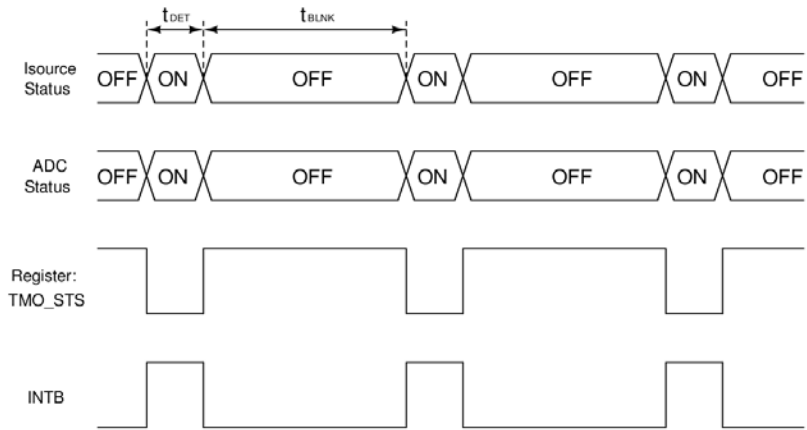 tDET tBLNK
Isource
Status
OFF ON OFF ON OFF ON OFF
ADC
Status
OFF ON OFF ON OFF ON OFF
Register:
TMO_STS
INTB